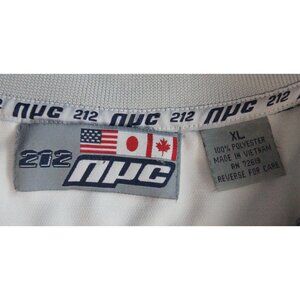 npc 212 npc 212 npc
212 npc
XL
100% POLYESTER
MADE IN VIETNAM
RN 72619
REVERSE FOR CARE